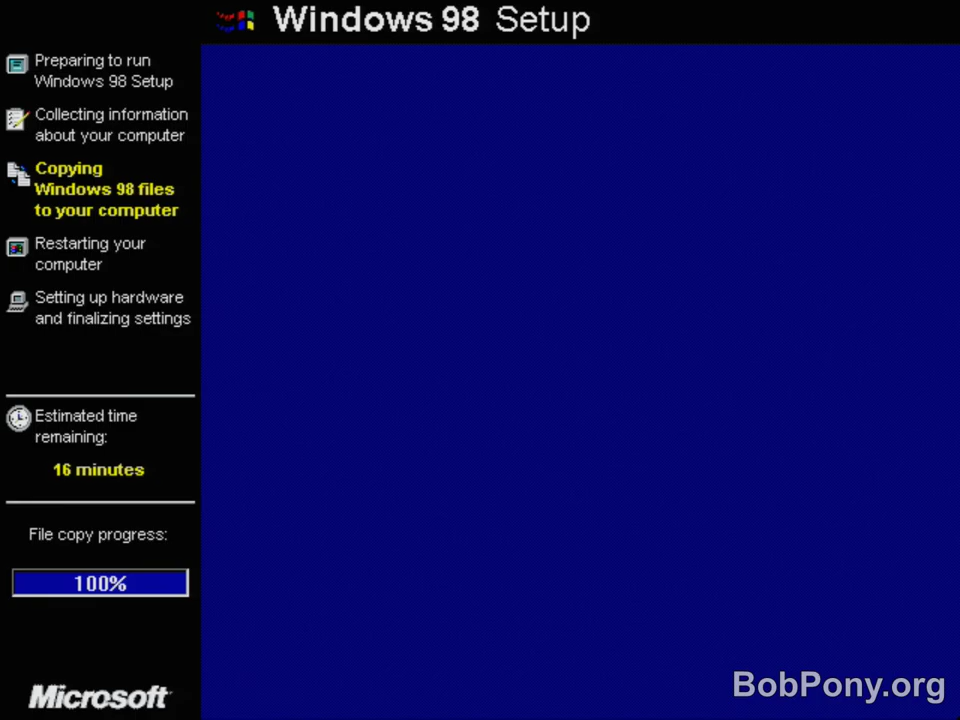 Windows 98 Setup
Preparing to run
Windows 98 Setup
Collecting information
about your computer
Copying
Windows 98 files
to your computer
Restarting your
computer
Setting up hardware
and finalizing settings
Estimated time
remaining:
16 minutes
File copy progress:
100%
Microsoft
BobPony.org